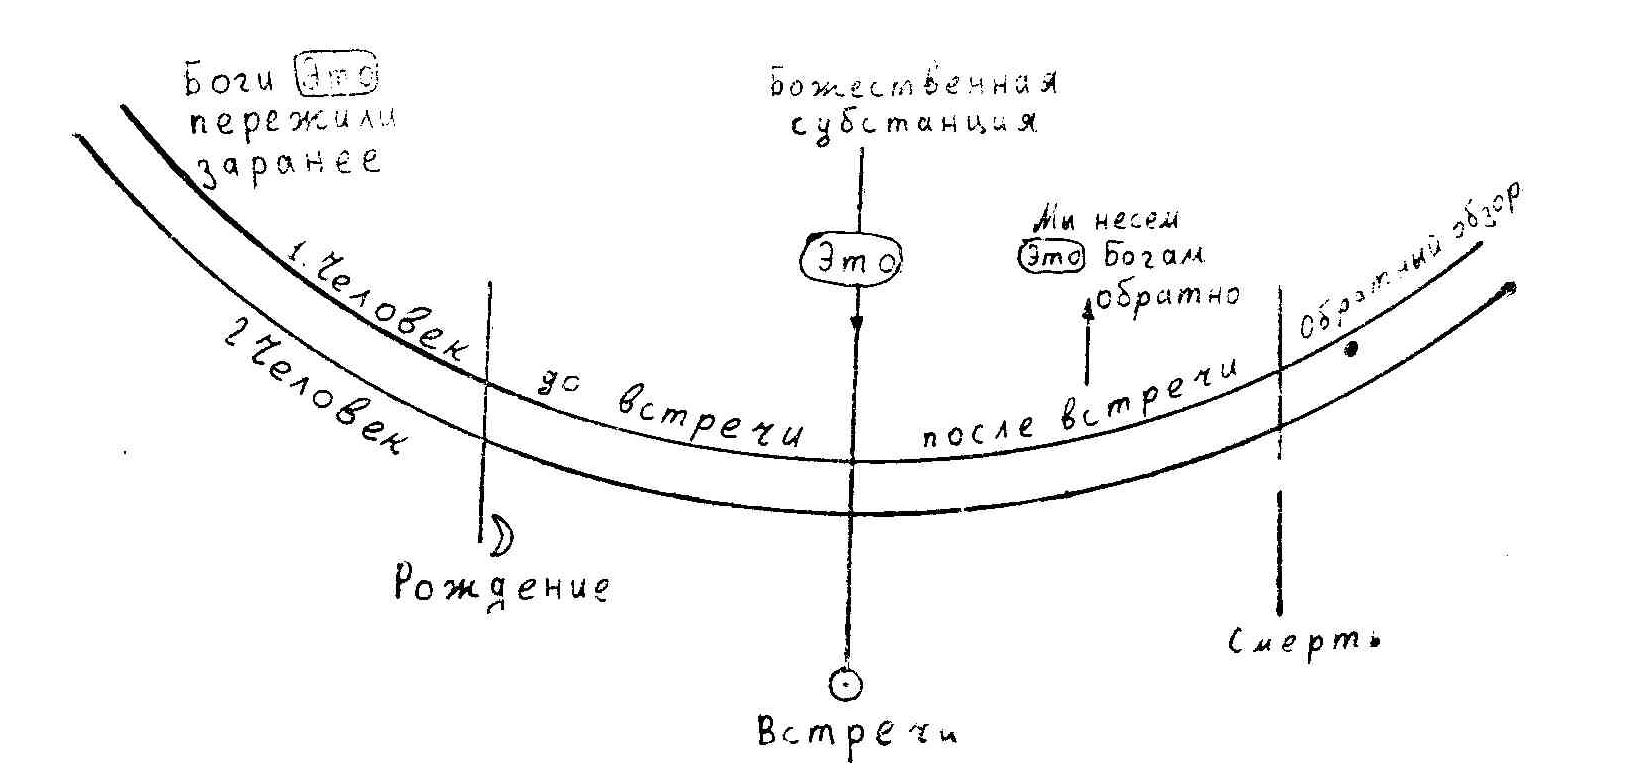 Боги Это
пережили
заранее
Божественная
субстанция
Это
Мы несем
Это Богам
обратно
1. Человек
2 Человек
до встречи
после встречи
Обратный обзор
Рождение
Смерть
Встречи